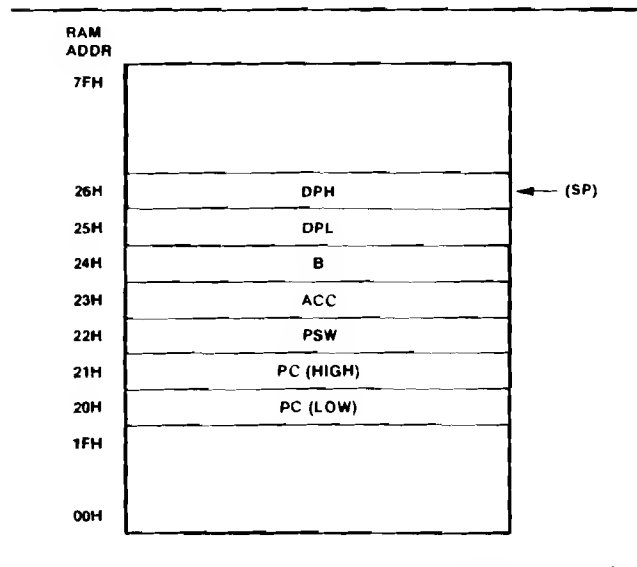 RAM
ADDR
7FH
26H DPH (SP)
25H DPL
24H B
23H ACC
22H PSW
21H PC (HIGH)
20H PC (LOW)
1FH
00H